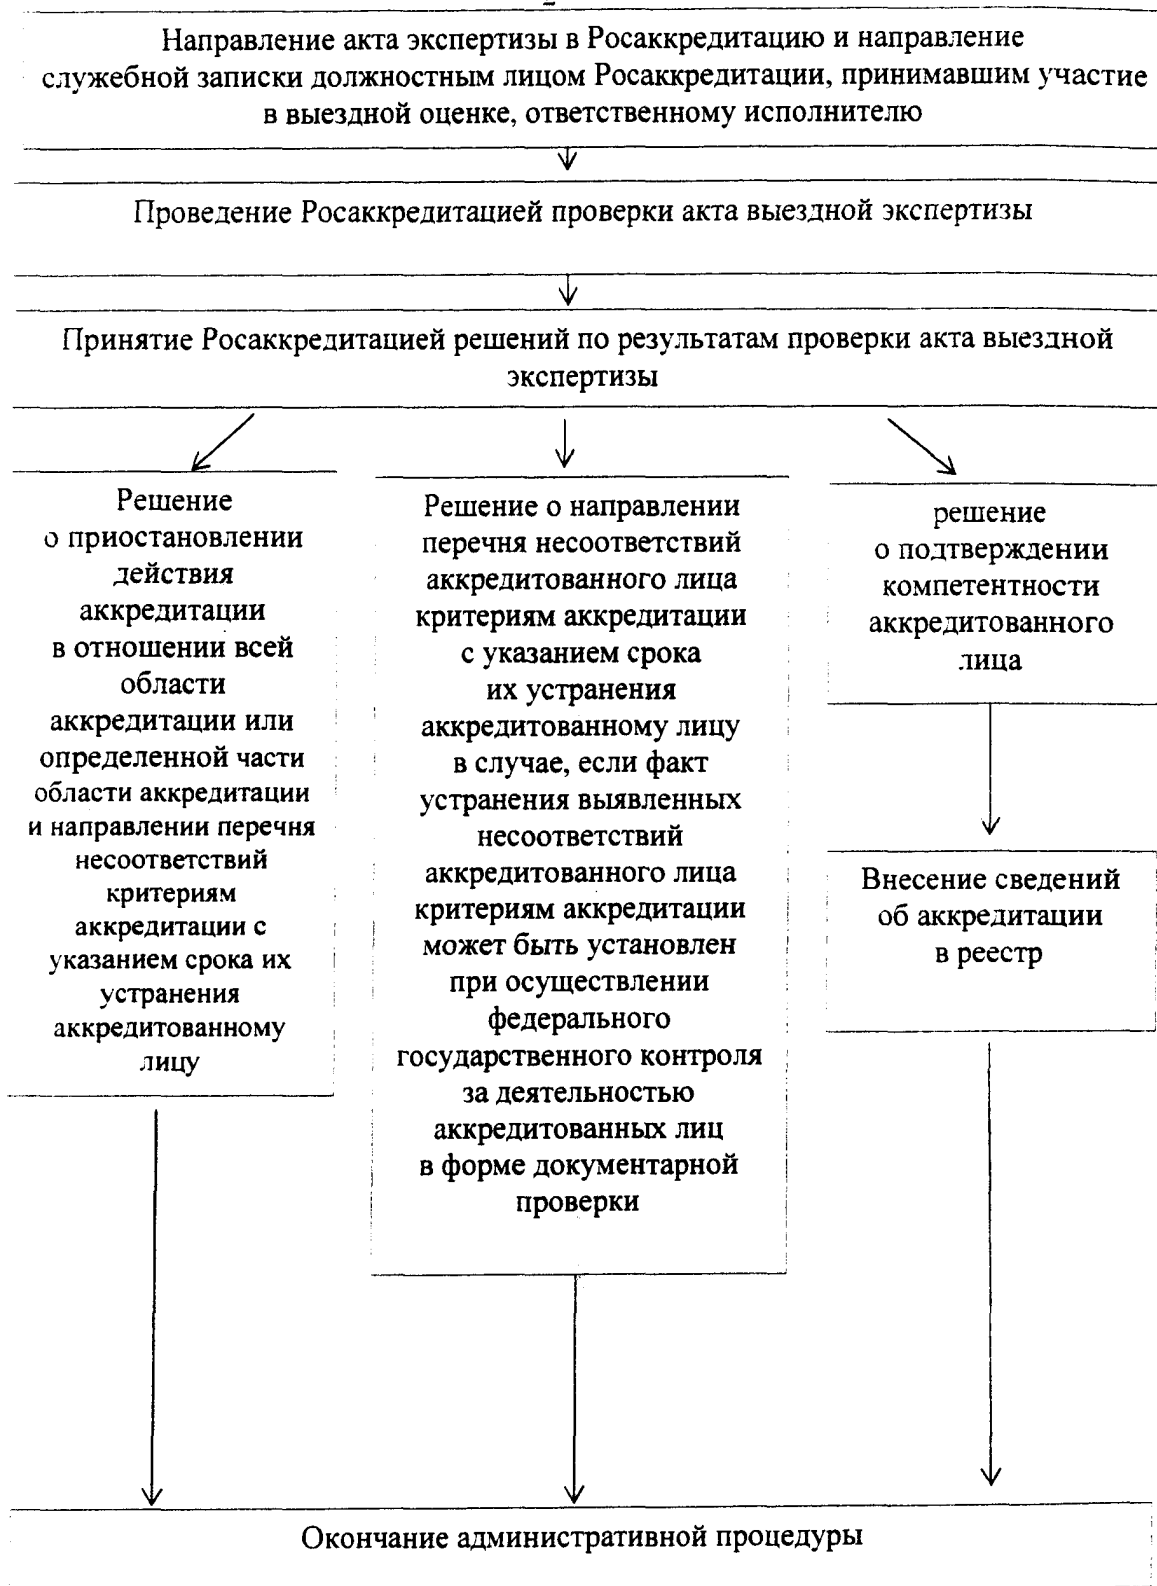 Направление акта экспертизы в Росаккредитацию и направление
служебной записки должностным лицом Росаккредитации, принимавшим участие
в выездной оценке, ответственному исполнителю
Проведение Росаккредитацией проверки акта выездной экспертизы
Принятие Росаккредитацией решений по результатам проверки акта выездной
экспертизы
Решение
о приостановлении
действия
аккредитации
в отношении всей
области
аккредитации или
определенной части
области аккредитации
и направлении перечня
несоответствий
критериям
аккредитации с
указанием срока их
устранения
аккредитованному
лицу
Решение о направлении
перечня несоответствий
аккредитованного лица
критериям аккредитации
с указанием срока
их устранения
аккредитованному лицу
в случае, если факт
устранения выявленных
несоответствий
аккредитованного лица
критериям аккредитации
может быть установлен
при осуществлении
федерального
государственного контроля
за деятельностью
аккредитованных лиц
в форме документарной
проверки
решение
о подтверждении
компетентности
аккредитованного
лица
Внесение сведений
об аккредитации
в реестр
Окончание административной процедуры